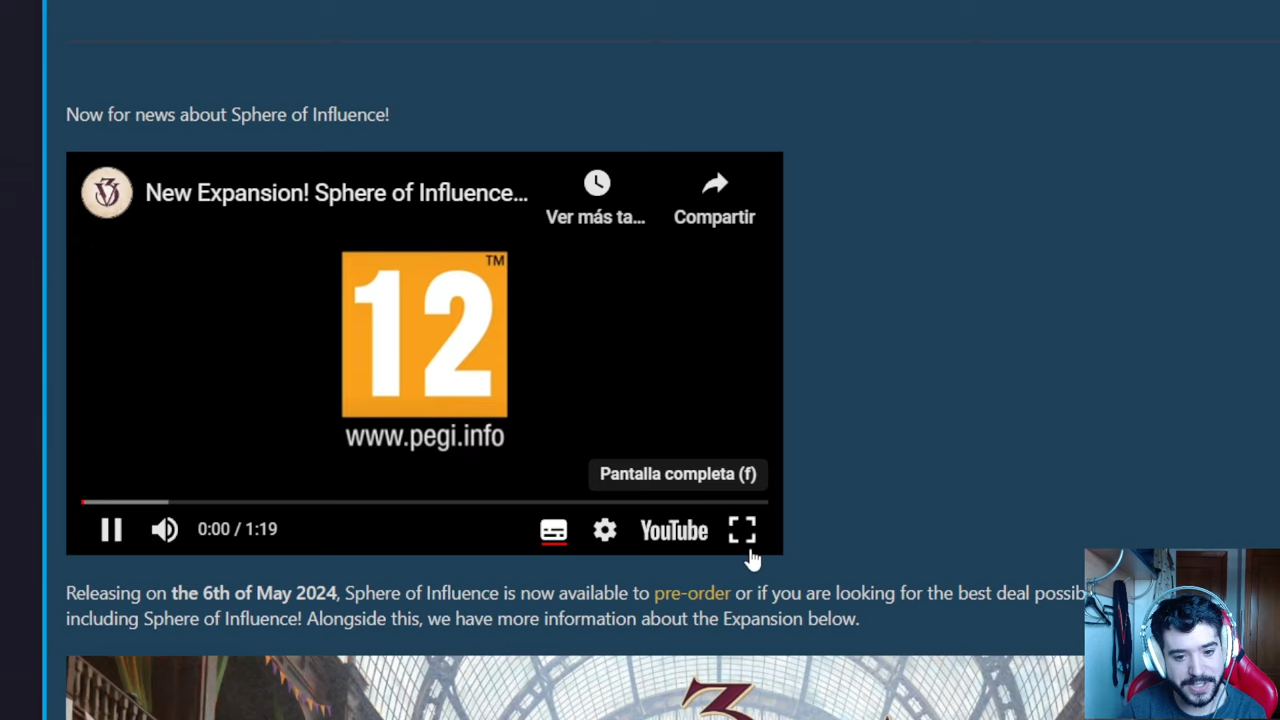 Now for news about Sphere of Influence!
New Expansion! Sphere of Influence...
Ver más ta...
Compartir
12
TM
www.pegi.info
Pantalla completa (f)
0:00 / 1:19
YouTube
Releasing on the 6th of May 2024, Sphere of Influence is now available to pre-order or if you are looking for the best deal possib
including Sphere of Influence! Alongside this, we have more information about the Expansion below.
3